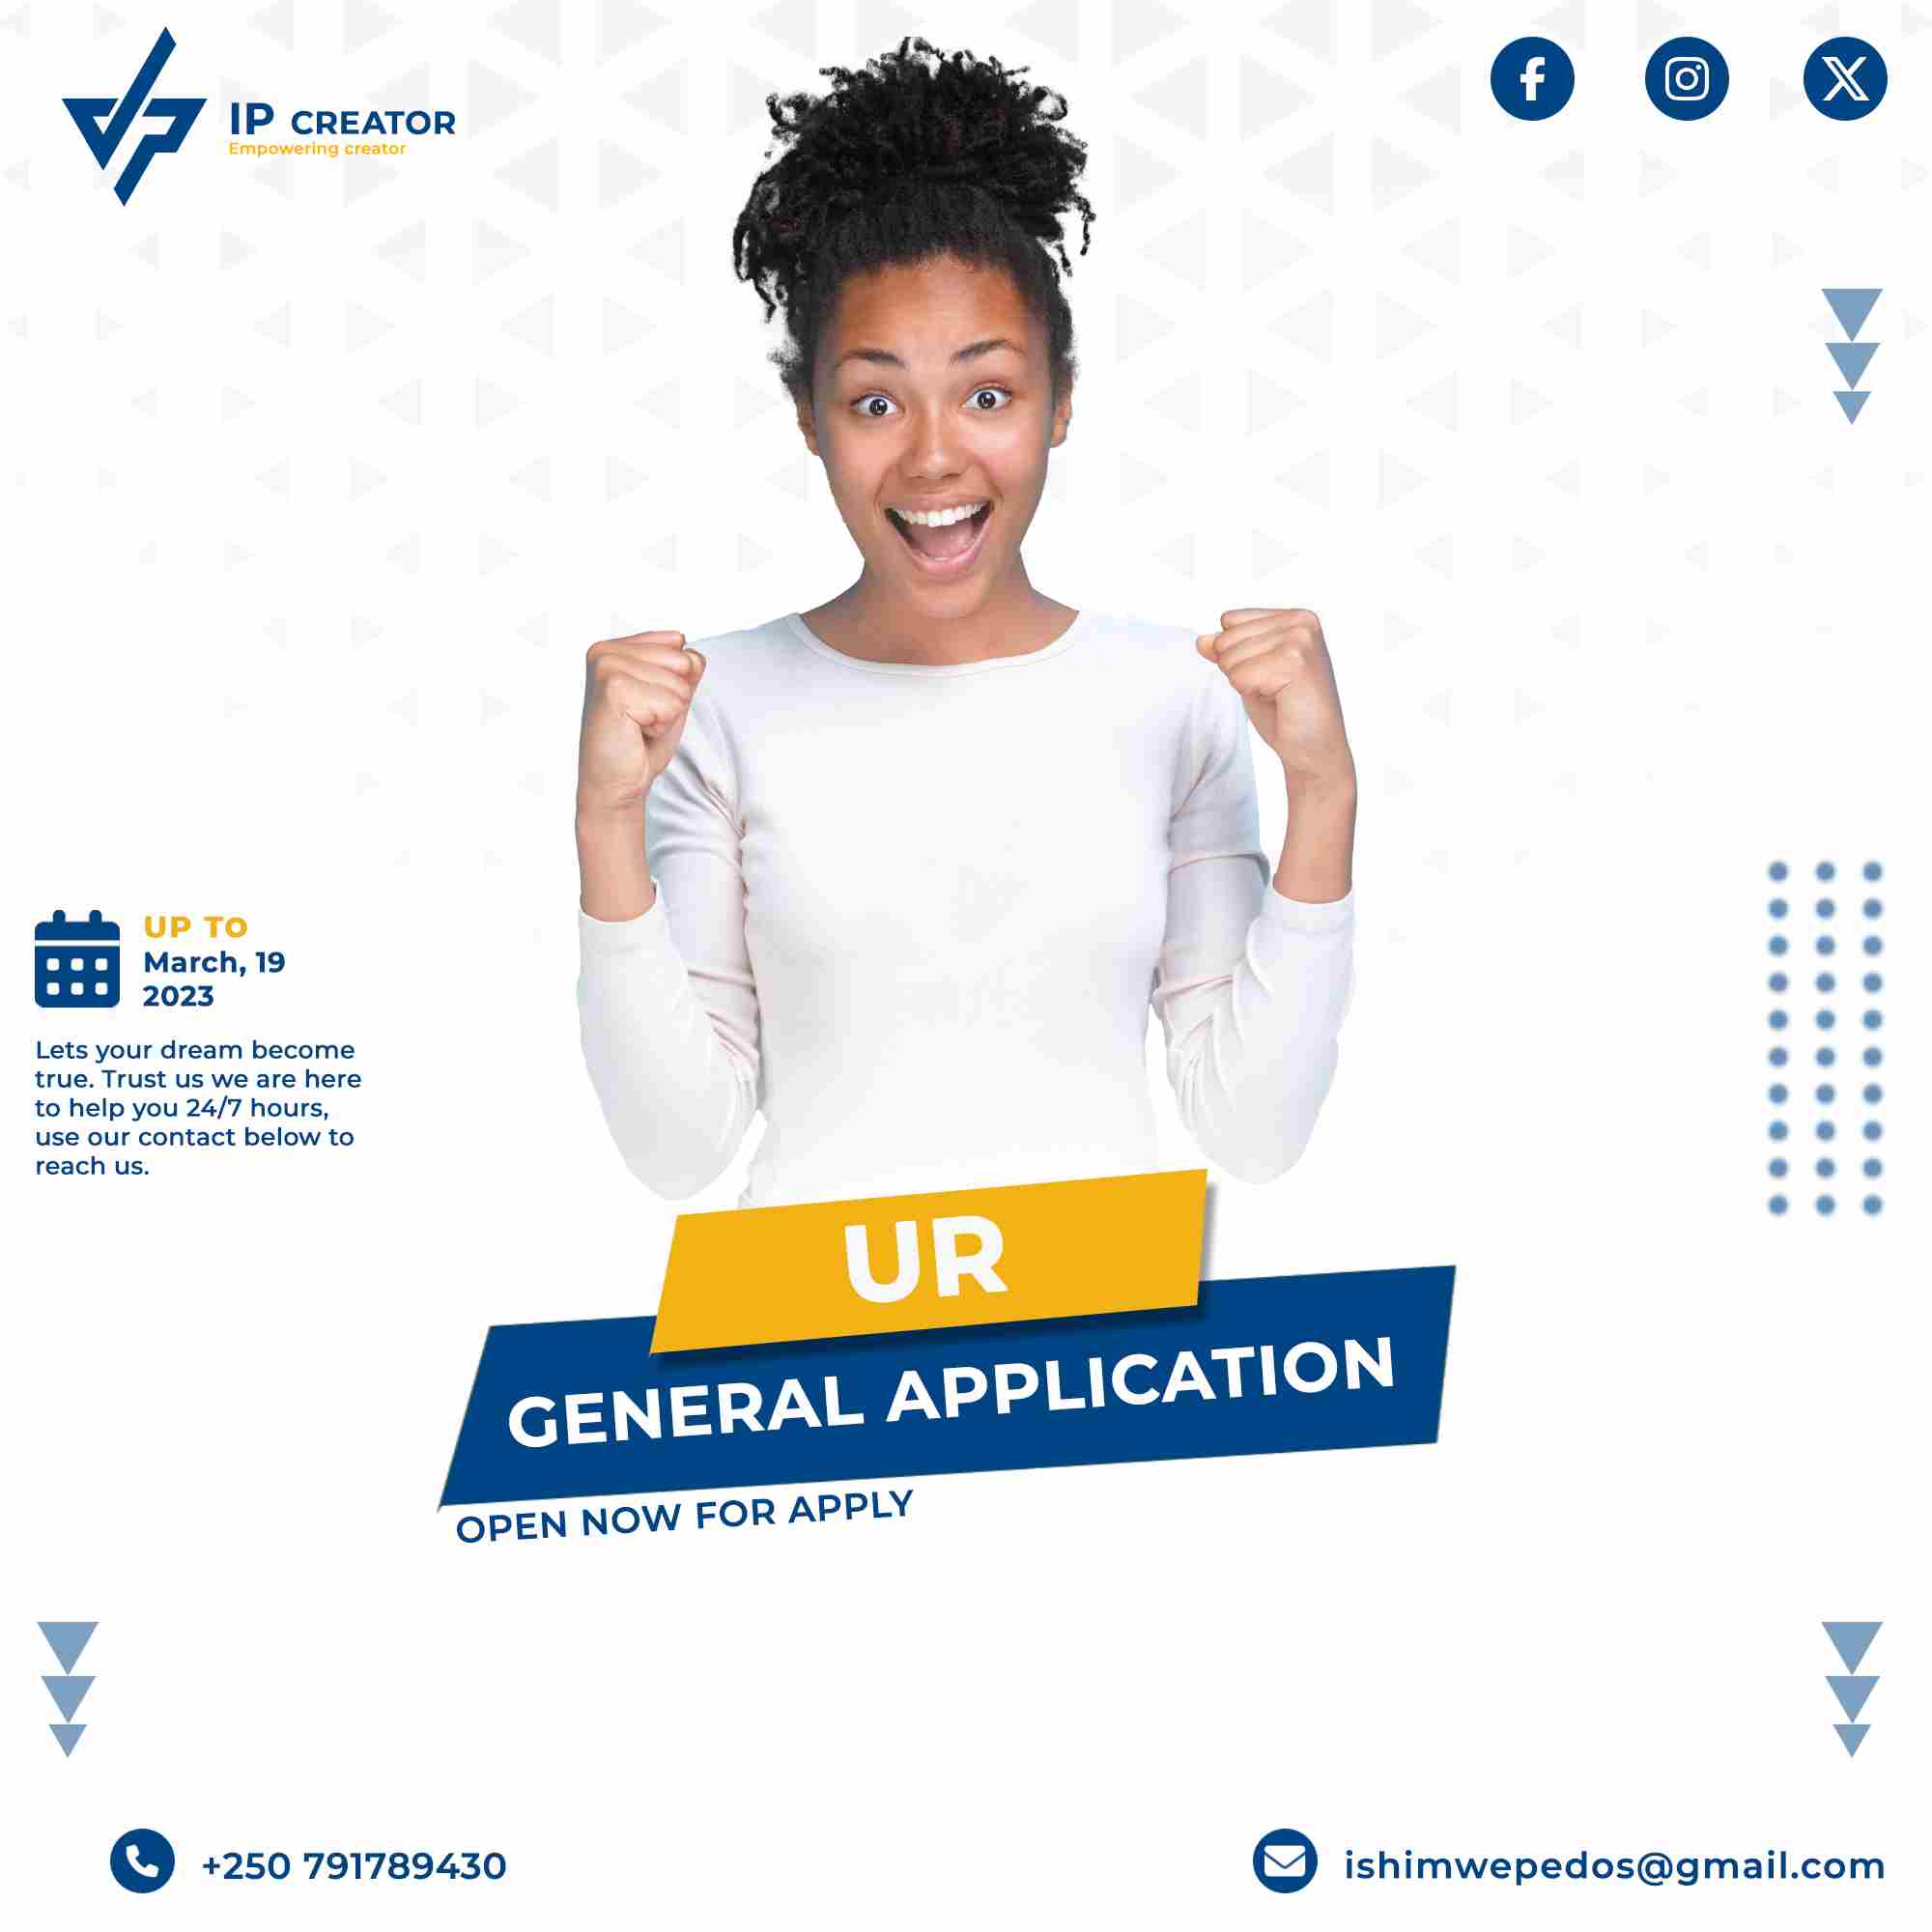 IP CREATOR
Empowering creator
UP TO
March, 19
2023
Lets your dream become
true. Trust us we are here
to help you 24/7 hours,
use our contact below to
reach us.
UR
GENERAL APPLICATION
OPEN NOW FOR APPLY
+250 791789430
ishimwepedos@gmail.com